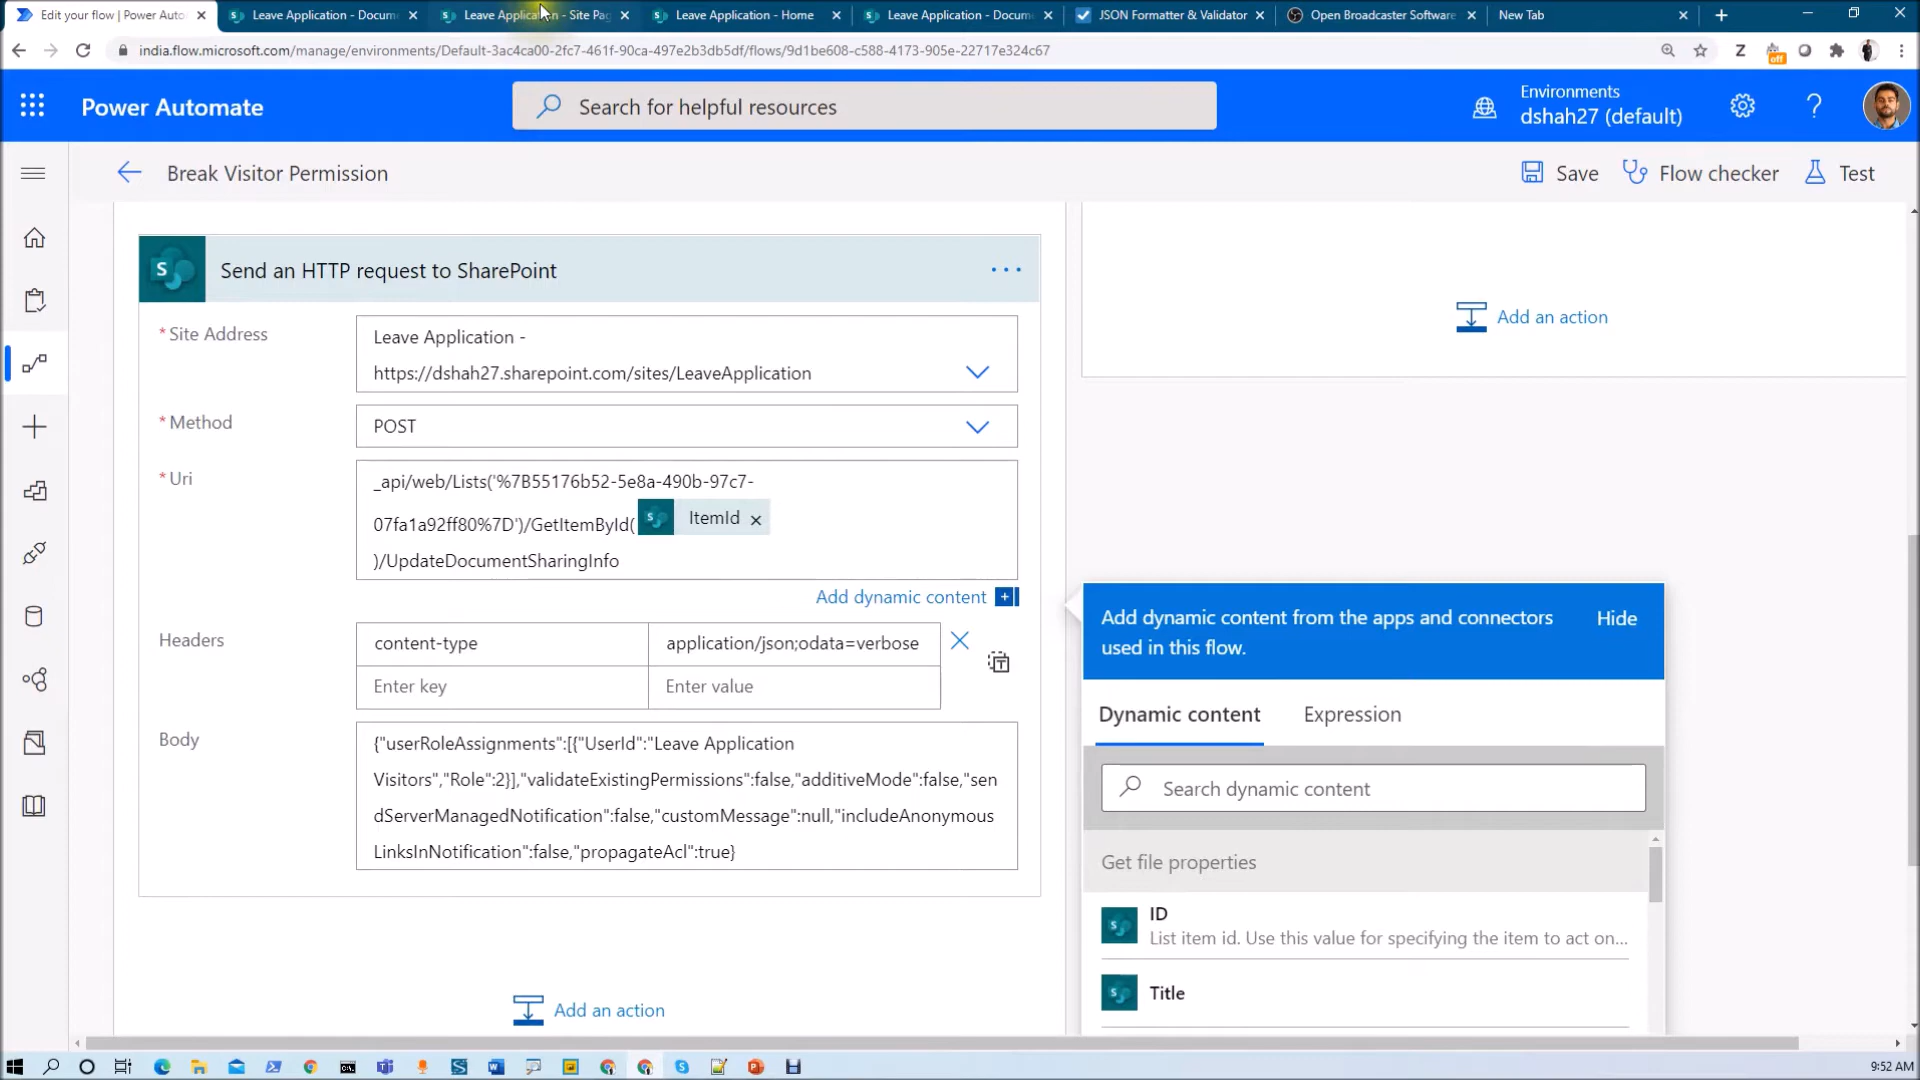 Edit your flow | Power Autom
Leave Application - Docum
Leave Application - Site Pag
Leave Application - Home
Leave Application - Docum
JSON Formatter & Validator
Open Broadcaster Software
New Tab
india.flow.microsoft.com/manage/environments/Default-3ac4ca00-2fc7-461f-90ca-497e2b3db5df/flows/9d1be608-c588-4173-905e-22717e324c67
Z
off
Power Automate
Search for helpful resources
Environments
dshah27 (default)
?
Break Visitor Permission
Save
Flow checker
Test
S
Send an HTTP request to SharePoint
...
Add an action
* Site Address
Leave Application -
https://dshah27.sharepoint.com/sites/LeaveApplication
* Method
POST
* Uri
_api/web/Lists('%7B55176b52-5e8a-490b-97c7-
07fa1a92ff80%7D')/GetItemById( ItemId ×
)/UpdateDocumentSharingInfo
Add dynamic content +
Headers
content-type
application/json;odata=verbose
Enter key
Enter value
Body
{"userRoleAssignments":[{"UserId":"Leave Application
Visitors","Role":2}],"validateExistingPermissions":false,"additiveMode":false,"sen
dServerManagedNotification":false,"customMessage":null,"includeAnonymous
LinksInNotification":false,"propagateAcl":true}
Add an action
Add dynamic content from the apps and connectors
used in this flow.
Hide
Dynamic content
Expression
Search dynamic content
Get file properties
ID
List item id. Use this value for specifying the item to act on...
Title
9:52 AM